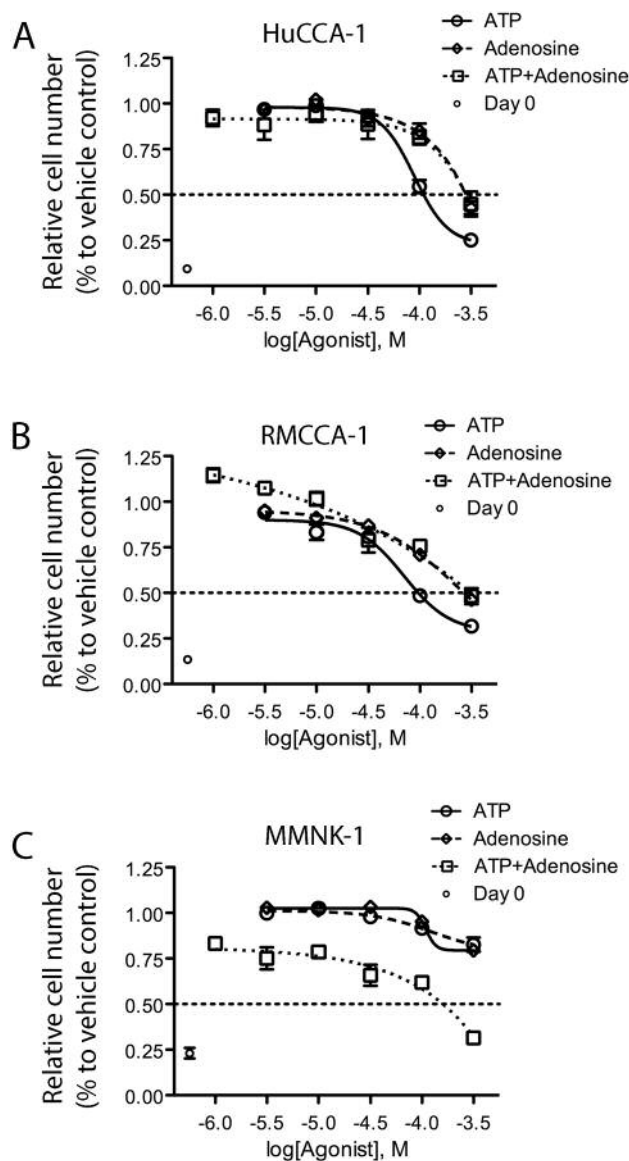 A
HuCCA-1
ATP
Adenosine
ATP+Adenosine
Day 0
Relative cell number
(% to vehicle control)
1.25
1.00
0.75
0.50
0.25
0.00
-6.0 -5.5 -5.0 -4.5 -4.0 -3.5
log[Agonist], M
B
RMCCA-1
ATP
Adenosine
ATP+Adenosine
Day 0
Relative cell number
(% to vehicle control)
1.25
1.00
0.75
0.50
0.25
0.00
-6.0 -5.5 -5.0 -4.5 -4.0 -3.5
log[Agonist], M
C
MMNK-1
ATP
Adenosine
ATP+Adenosine
Day 0
Relative cell number
(% to vehicle control)
1.25
1.00
0.75
0.50
0.25
0.00
-6.0 -5.5 -5.0 -4.5 -4.0 -3.5
log[Agonist], M